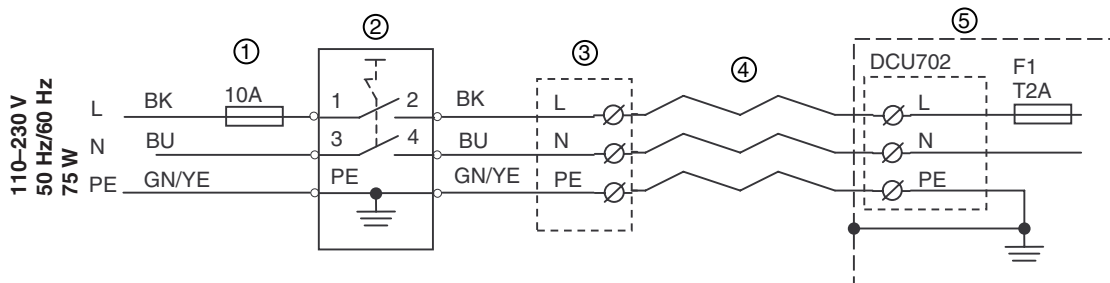 110–230 V
50 Hz/60 Hz
75 W
① ② ③ ④ ⑤
DCU702
F1
T2A
L BK 10A 1 2 BK L L
N BU 3 4 BU N N
PE GN/YE PE GN/YE PE PE